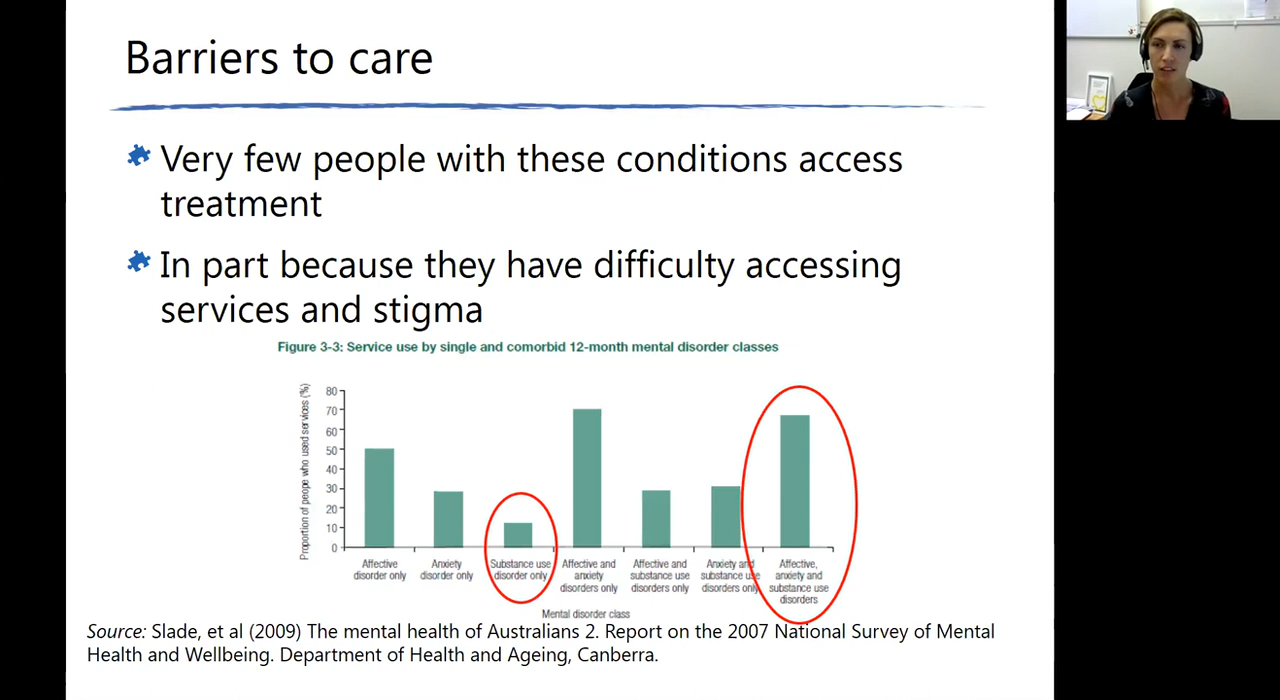 Barriers to care
Very few people with these conditions access
treatment
In part because they have difficulty accessing
services and stigma
Figure 3-3: Service use by single and comorbid 12-month mental disorder classes
Proportion of people who used services (%)
80
70
60
50
40
30
20
10
0
Affective
disorder only
Anxiety
disorder only
Substance use
disorder only
Affective and
anxiety
disorders only
Affective and
substance use
disorders only
Anxiety and
substance use
disorders only
Affective,
anxiety and
substance use
disorders
Mental disorder class
Source: Slade, et al (2009) The mental health of Australians 2. Report on the 2007 National Survey of Mental
Health and Wellbeing. Department of Health and Ageing, Canberra.